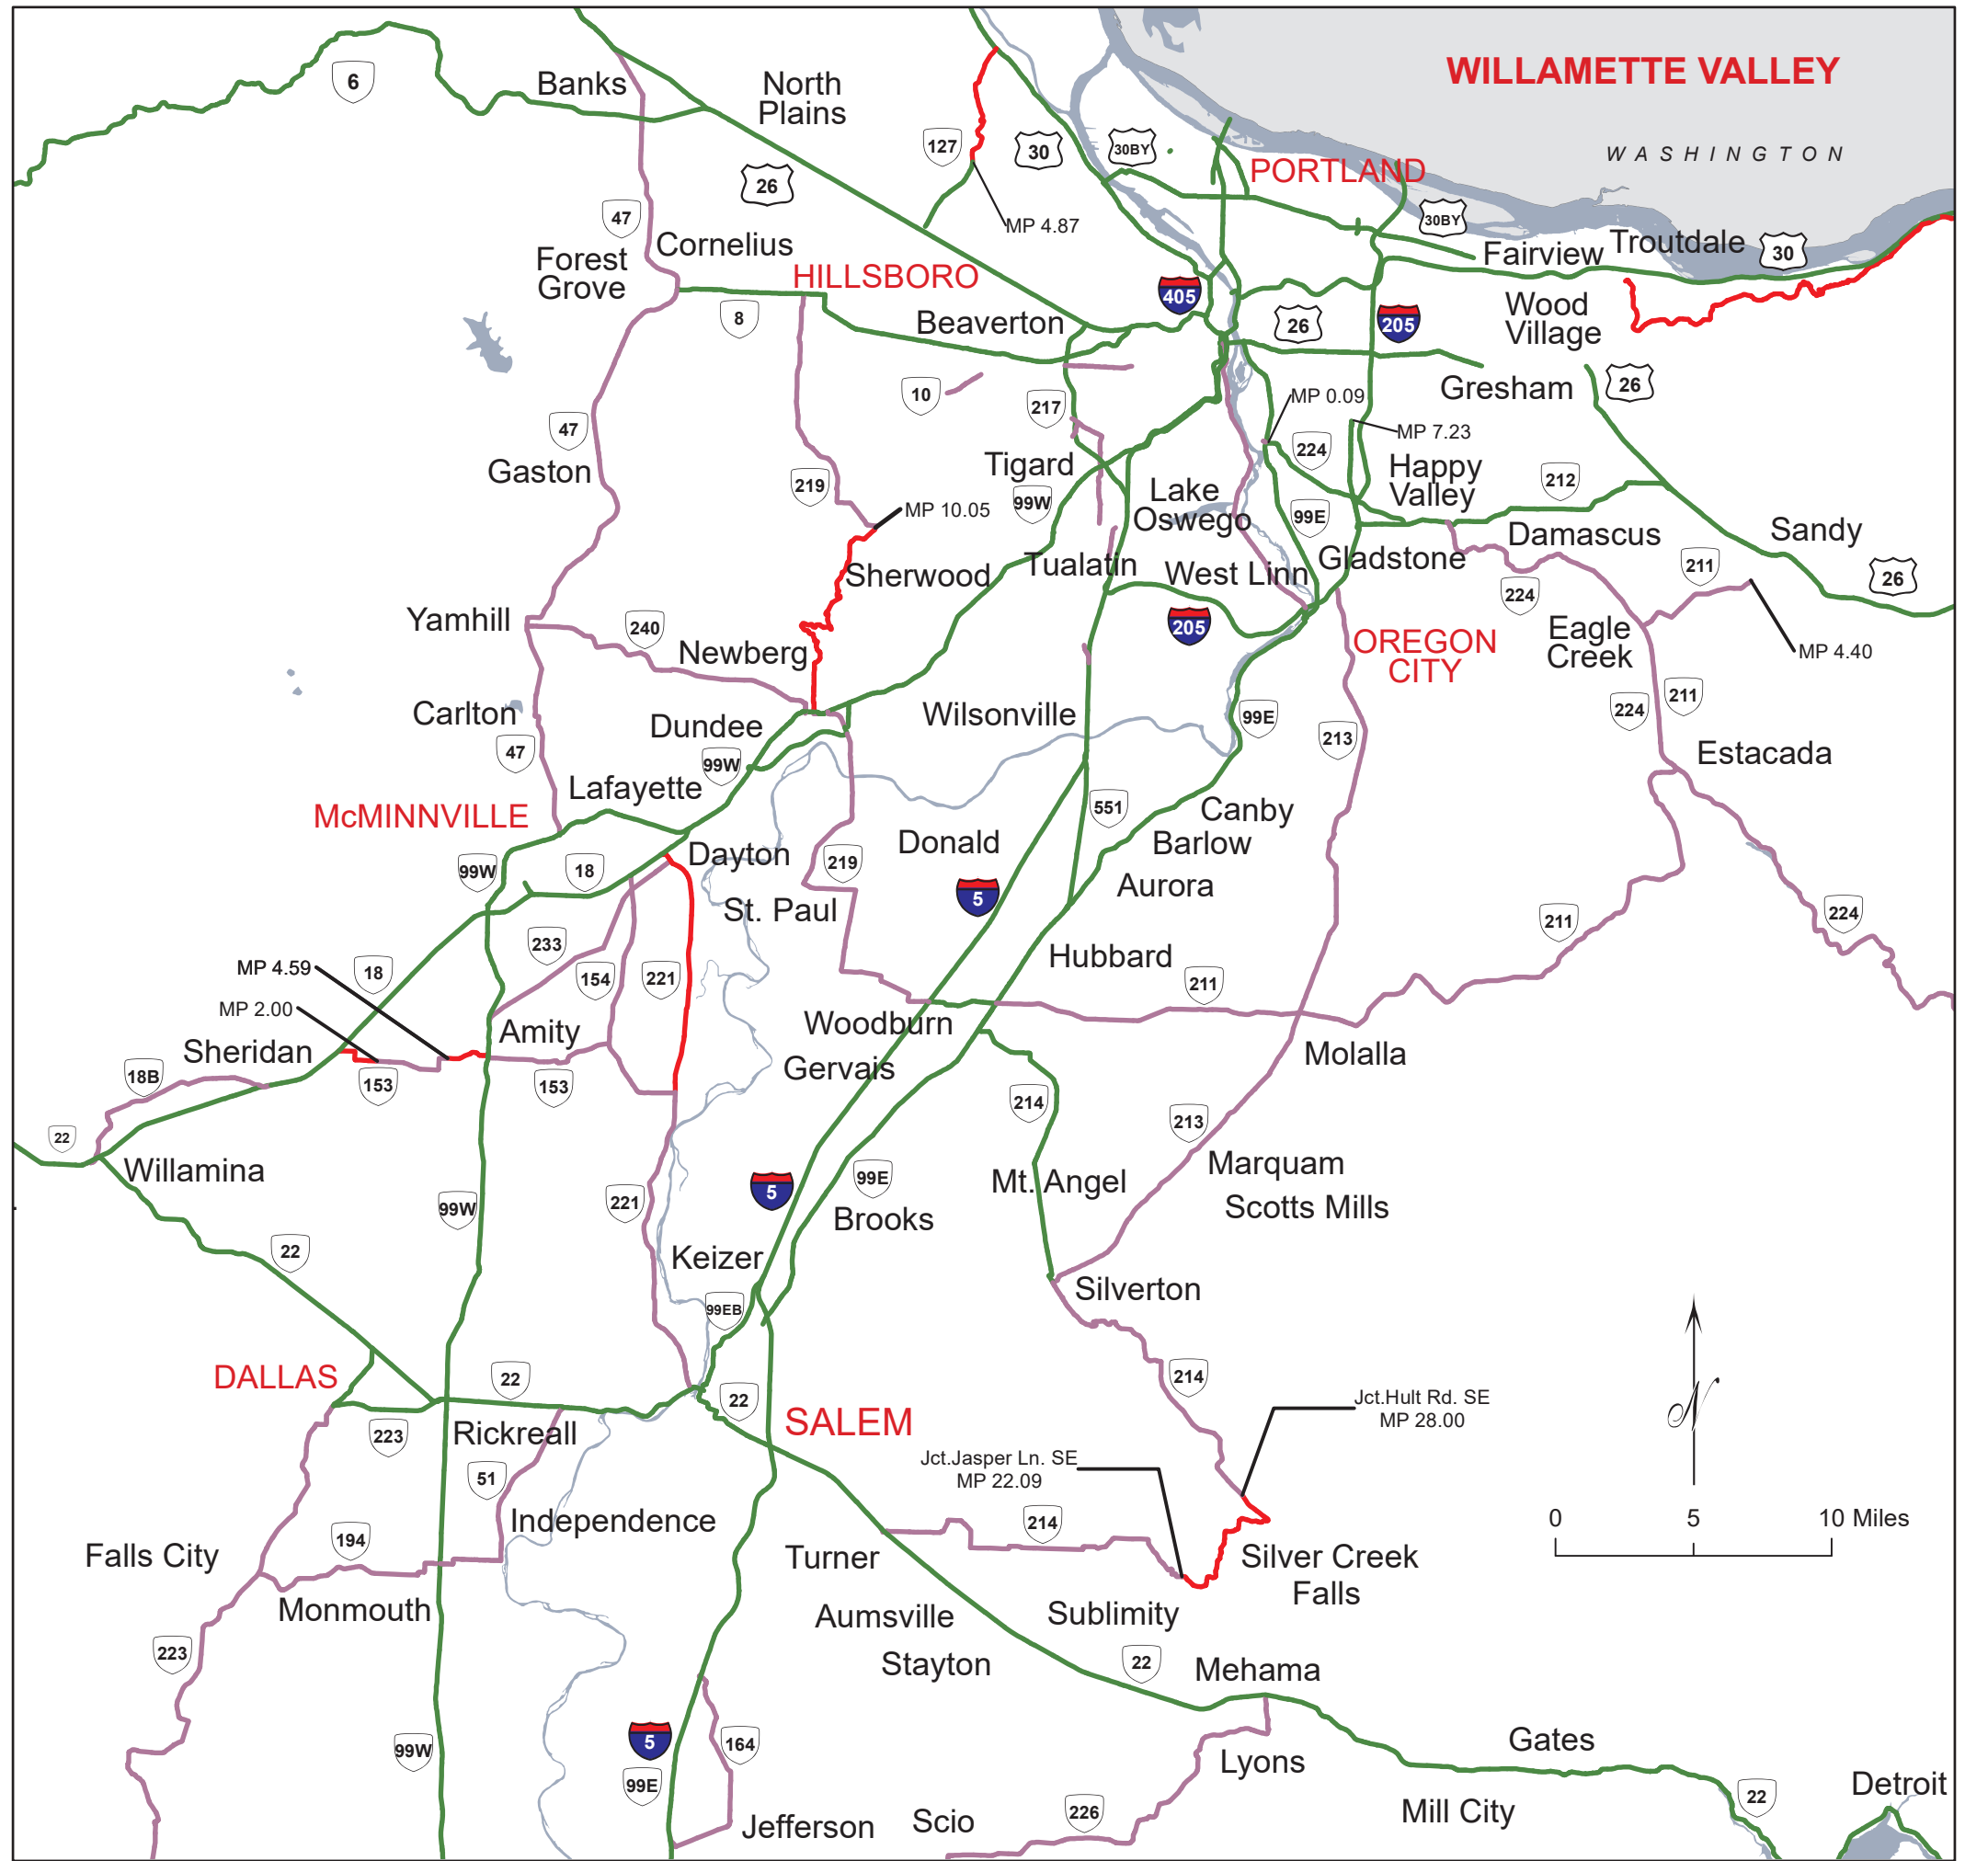 WILLAMETTE VALLEY
WASHINGTON
6
Banks
North
Plains
26
127
30
30BY
PORTLAND
MP 4.87
30BY
Fairview
Troutdale
30
47
Cornelius
Forest
Grove
HILLSBORO
8
Beaverton
405
26
205
Wood
Village
Gresham
26
10
217
MP 0.09
MP 7.23
224
47
Gaston
219
Tigard
99W
MP 10.05
Lake
Oswego
99E
Happy
Valley
212
Damascus
Sandy
26
Sherwood
Tualatin
West Linn
Gladstone
224
211
205
Yamhill
240
Newberg
OREGON
CITY
Eagle
Creek
MP 4.40
224
211
Carlton
47
Dundee
99W
Wilsonville
99E
213
Estacada
Lafayette
McMINNVILLE
551
Canby
Barlow
Aurora
Donald
5
99W
18
Dayton
219
St. Paul
211
224
233
154
221
Hubbard
211
MP 4.59
18
MP 2.00
Sheridan
18B
153
Amity
153
Woodburn
Gervais
Molalla
214
213
22
Willamina
99W
221
5
99E
Brooks
Mt. Angel
Marquam
Scotts Mills
22
Keizer
99EB
Silverton
214
DALLAS
22
22
223
Rickreall
51
SALEM
Jct.Hult Rd. SE
MP 28.00
Jct.Jasper Ln. SE
MP 22.09
N
0
5
10 Miles
Independence
194
Falls City
214
Turner
Silver Creek
Falls
Monmouth
Aumsville
Sublimity
223
Stayton
22
Mehama
99W
5
99E
164
Lyons
Gates
Detroit
22
Jefferson
Scio
226
Mill City